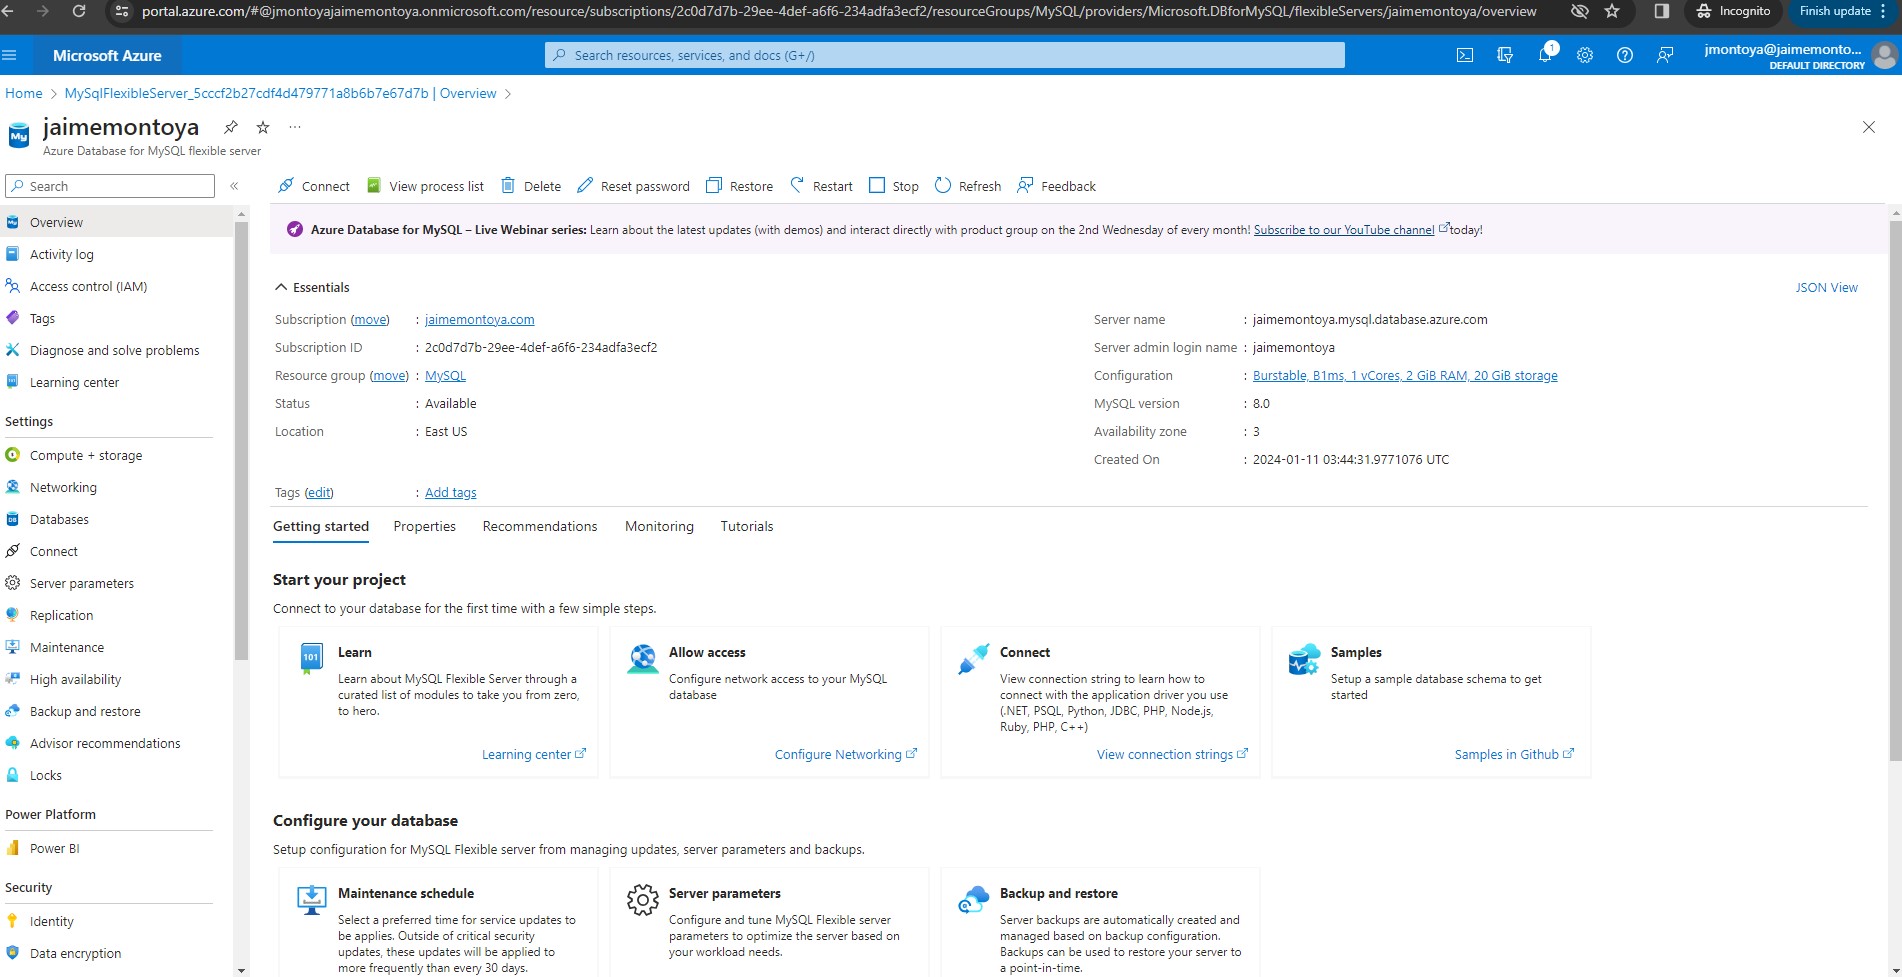 portal.azure.com/#@jmontoyajaimemontoya.onmicrosoft.com/resource/subscriptions/2c0d7d7b-29ee-4def-a6f6-234adfa3ecf2/resourceGroups/MySQL/providers/Microsoft.DBforMySQL/flexibleServers/jaimemontoya/overview
Incognito
Finish update
Microsoft Azure
Search resources, services, and docs (G+/)
1
jmontoya@jaimemonto...
DEFAULT DIRECTORY
Home > MySqlFlexibleServer_5cccf2b27cdf4d479771a8b6b7e67d7b | Overview >
My
jaimemontoya
...
Azure Database for MySQL flexible server
Search
«
Connect
View process list
Delete
Reset password
Restore
Restart
Stop
Refresh
Feedback
Overview
Activity log
Access control (IAM)
Tags
Diagnose and solve problems
Learning center
Settings
Compute + storage
Networking
Databases
Connect
Server parameters
Replication
Maintenance
High availability
Backup and restore
Advisor recommendations
Locks
Power Platform
Power BI
Security
Identity
Data encryption
Azure Database for MySQL – Live Webinar series: Learn about the latest updates (with demos) and interact directly with product group on the 2nd Wednesday of every month! Subscribe to our YouTube channel today!
Essentials
JSON View
Subscription (move) : jaimemontoya.com
Subscription ID : 2c0d7d7b-29ee-4def-a6f6-234adfa3ecf2
Resource group (move) : MySQL
Status : Available
Location : East US
Server name : jaimemontoya.mysql.database.azure.com
Server admin login name : jaimemontoya
Configuration : Burstable, B1ms, 1 vCores, 2 GiB RAM, 20 GiB storage
MySQL version : 8.0
Availability zone : 3
Created On : 2024-01-11 03:44:31.9771076 UTC
Tags (edit) : Add tags
Getting started
Properties
Recommendations
Monitoring
Tutorials
Start your project
Connect to your database for the first time with a few simple steps.
101
Learn
Learn about MySQL Flexible Server through a
curated list of modules to take you from zero,
to hero.
Learning center
Allow access
Configure network access to your MySQL
database
Configure Networking
Connect
View connection string to learn how to
connect with the application driver you use
(.NET, PSQL, Python, JDBC, PHP, Node.js,
Ruby, PHP, C++)
View connection strings
Samples
Setup a sample database schema to get
started
Samples in Github
Configure your database
Setup configuration for MySQL Flexible server from managing updates, server parameters and backups.
Maintenance schedule
Select a preferred time for service updates to
be applies. Outside of critical security
updates, these updates will be applied to
more frequently than every 30 days.
Server parameters
Configure and tune MySQL Flexible server
parameters to optimize the server based on
your workload needs.
Backup and restore
Server backups are automatically created and
managed based on backup configuration.
Backups can be used to restore your server to
a point-in-time.